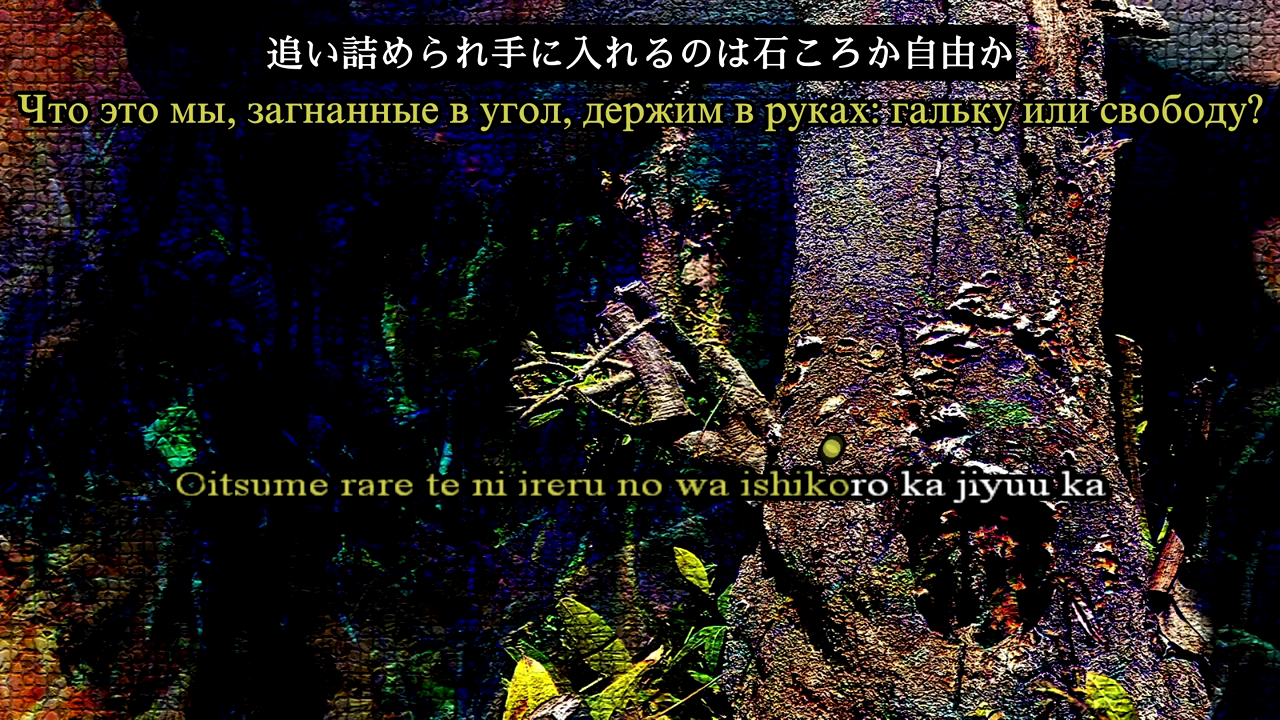 追い詰められ手に入れるのは石ころか自由か
Что это мы, загнанные в угол, держим в руках: гальку или свободу?
Oitsume rare te ni ireru no wa ishikoro ka jiyuu ka